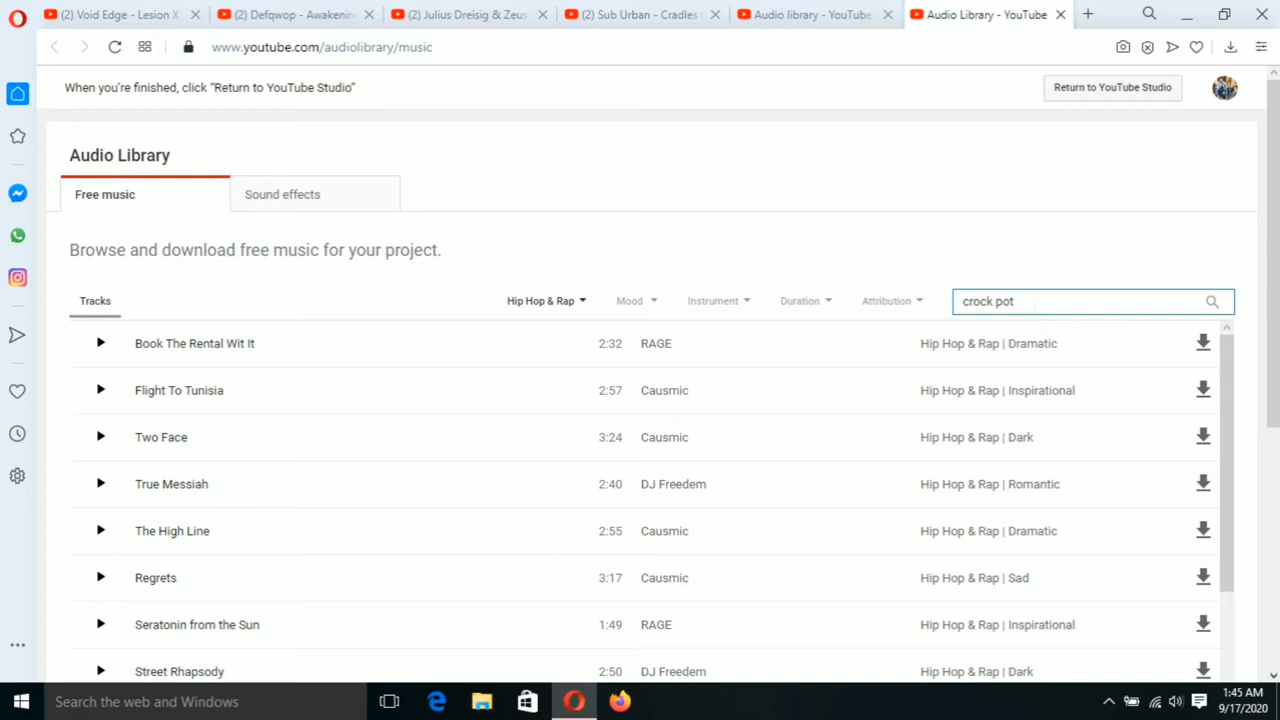 (2) Void Edge - Lesion X
(2) Defqwop - Awakenin
(2) Julius Dreisig & Zeus
(2) Sub Urban - Cradles
Audio library - YouTube
Audio Library - YouTube
www.youtube.com/audiolibrary/music
When you're finished, click "Return to YouTube Studio"
Return to YouTube Studio
Audio Library
Free music
Sound effects
Browse and download free music for your project.
Tracks
Hip Hop & Rap
Mood
Instrument
Duration
Attribution
crock pot
Book The Rental Wit It 2:32 RAGE Hip Hop & Rap | Dramatic
Flight To Tunisia 2:57 Causmic Hip Hop & Rap | Inspirational
Two Face 3:24 Causmic Hip Hop & Rap | Dark
True Messiah 2:40 DJ Freedem Hip Hop & Rap | Romantic
The High Line 2:55 Causmic Hip Hop & Rap | Dramatic
Regrets 3:17 Causmic Hip Hop & Rap | Sad
Seratonin from the Sun 1:49 RAGE Hip Hop & Rap | Inspirational
Street Rhapsody 2:50 DJ Freedem Hip Hop & Rap | Dark
Search the web and Windows
1:45 AM
9/17/2020